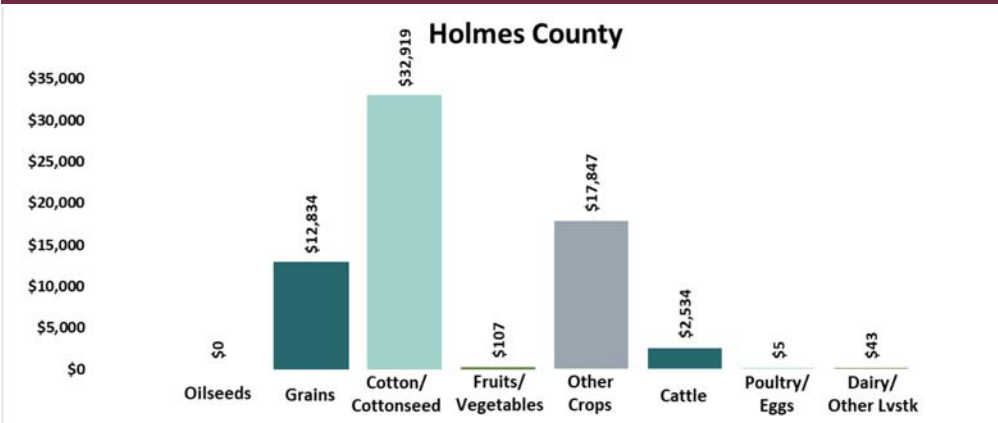 Holmes County
$35,000
$30,000
$25,000
$20,000
$15,000
$10,000
$5,000
$0
$0
$12,834
$32,919
$107
$17,847
$2,534
$5
$43
Oilseeds
Grains
Cotton/
Cottonseed
Fruits/
Vegetables
Other
Crops
Cattle
Poultry/
Eggs
Dairy/
Other Lvstk